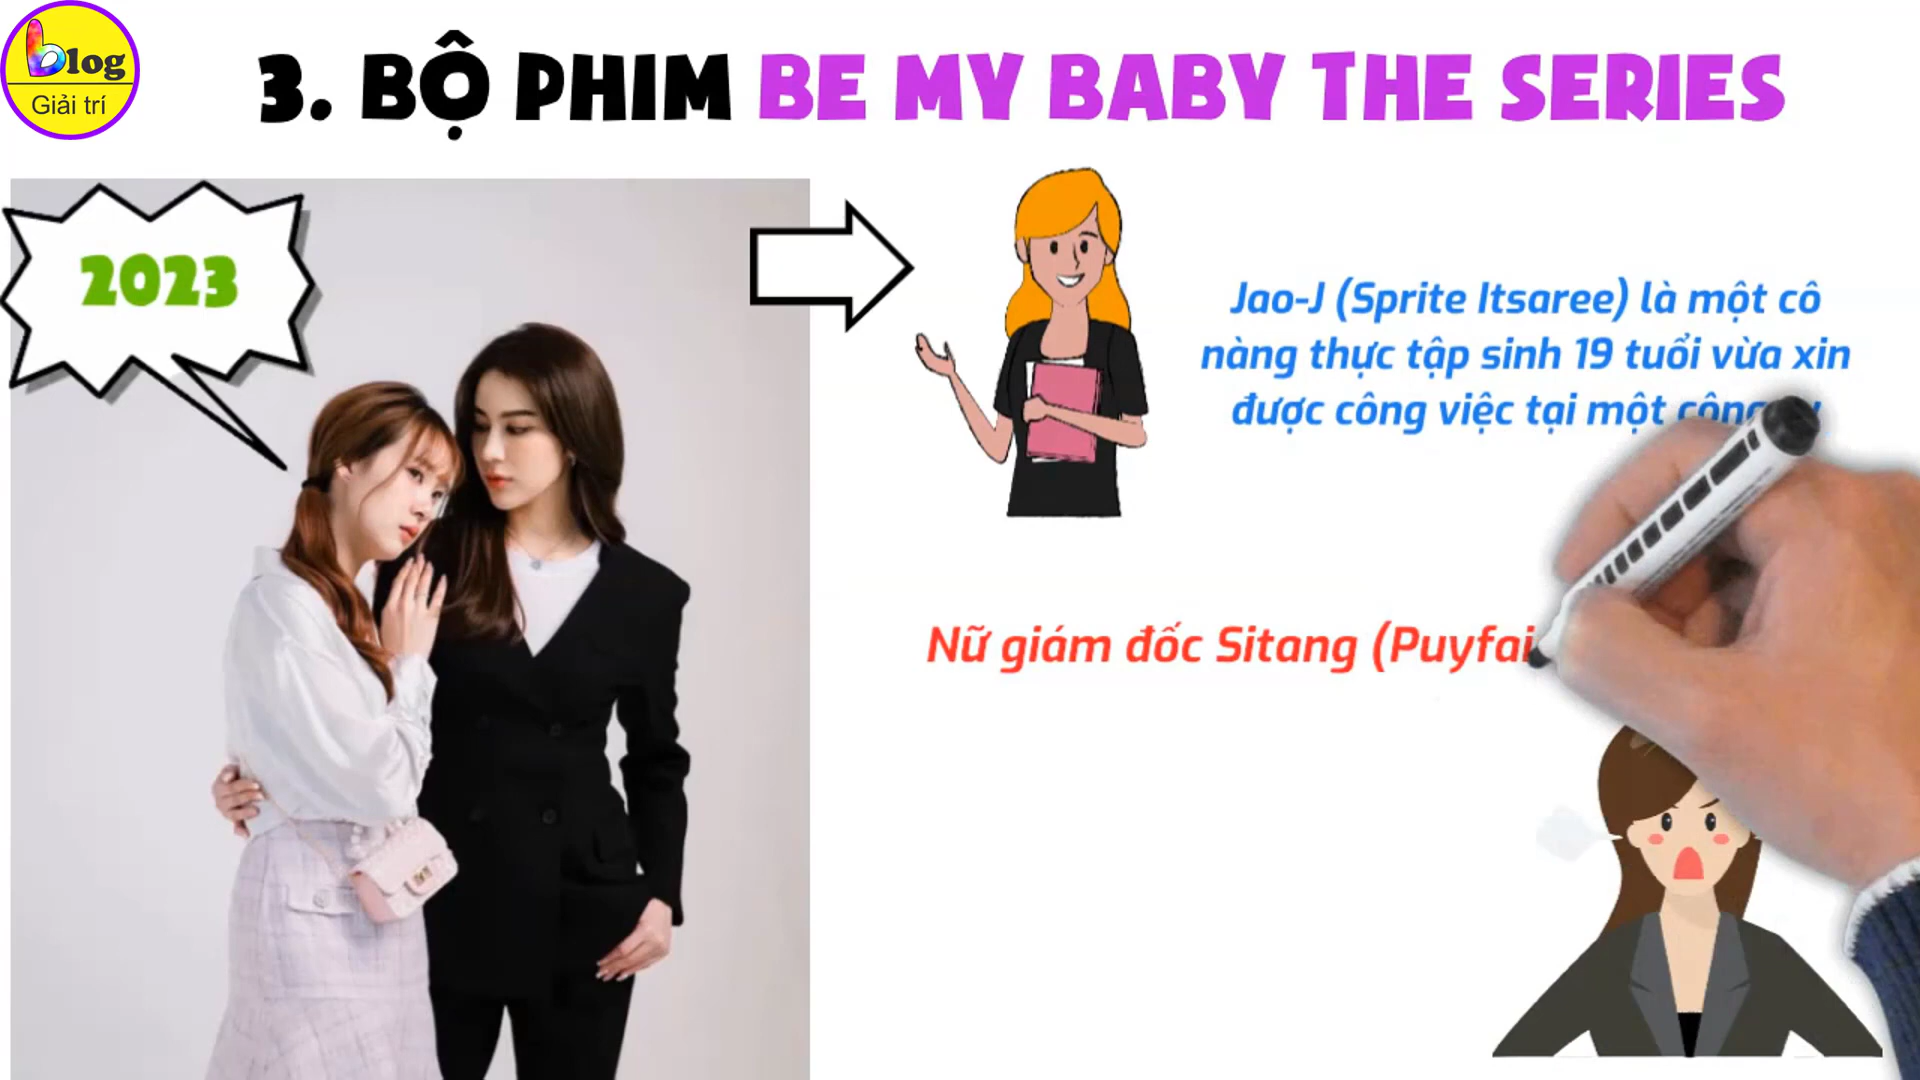 blog
Giải trí
3. BỘ PHIM BE MY BABY THE SERIES
2023
Jao-J (Sprite Itsaree) là một cô
nàng thực tập sinh 19 tuổi vừa xin
được công việc tại một
Nữ giám đốc Sitang (Puyfai